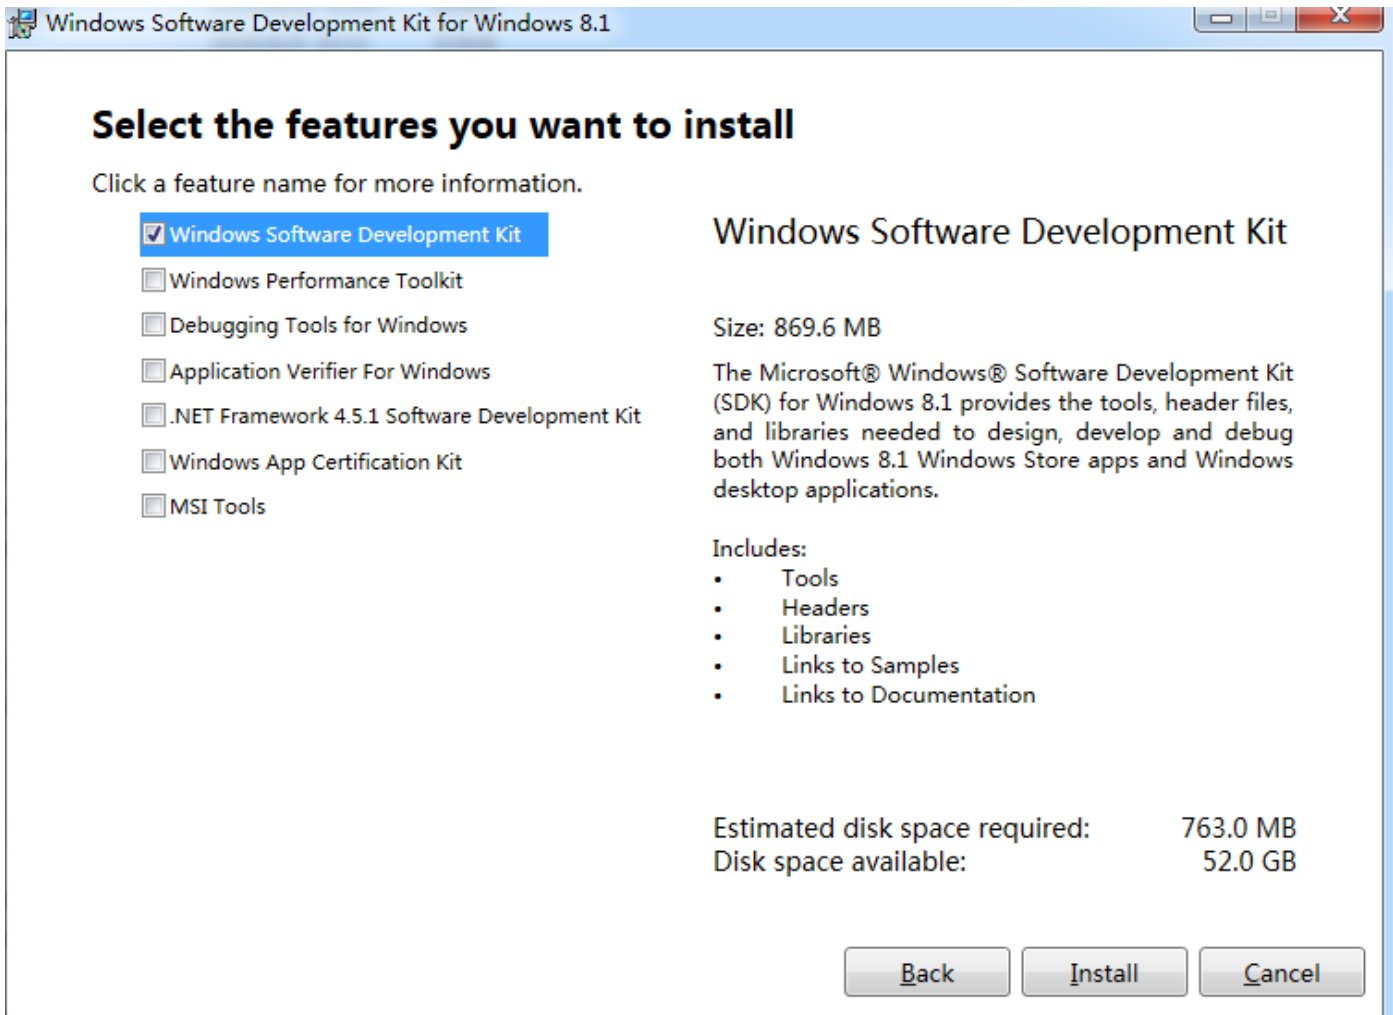 Windows Software Development Kit for Windows 8.1
Select the features you want to install
Click a feature name for more information.
Windows Software Development Kit
Windows Performance Toolkit
Debugging Tools for Windows
Application Verifier For Windows
.NET Framework 4.5.1 Software Development Kit
Windows App Certification Kit
MSI Tools
Windows Software Development Kit
Size: 869.6 MB
The Microsoft® Windows® Software Development Kit
(SDK) for Windows 8.1 provides the tools, header files,
and libraries needed to design, develop and debug
both Windows 8.1 Windows Store apps and Windows
desktop applications.
Includes:
• Tools
• Headers
• Libraries
• Links to Samples
• Links to Documentation
Estimated disk space required: 763.0 MB
Disk space available: 52.0 GB
Back Install Cancel